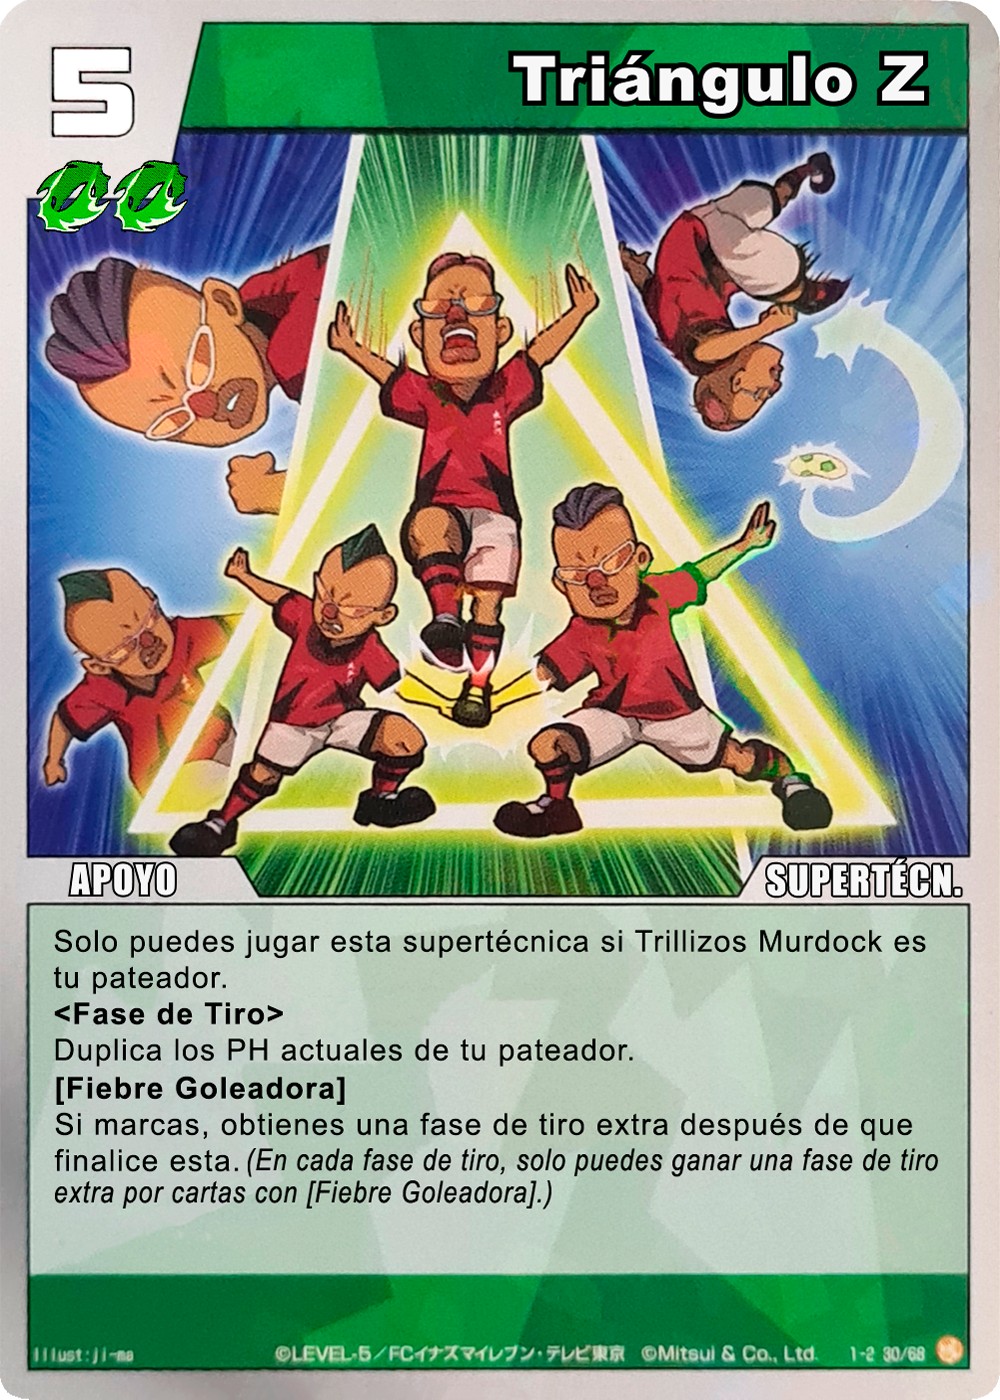 5
Triángulo Z
APOYO
SUPERTÉCN.
Solo puedes jugar esta supertécnica si Trillizos Murdock es
tu pateador.
<Fase de Tiro>
Duplica los PH actuales de tu pateador.
[Fiebre Goleadora]
Si marcas, obtienes una fase de tiro extra después de que
finalice esta. (En cada fase de tiro, solo puedes ganar una fase de tiro
extra por cartas con [Fiebre Goleadora].)
illust:ji-ma
©LEVEL-5/FCイナズマイレブン・テレビ東京 ©Mitsui & Co., Ltd. 1-2 30/68